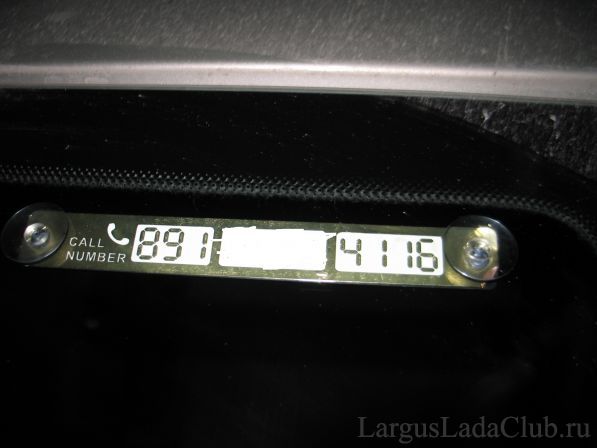 CALL
NUMBER
891 4116
LargusLadaClub.ru